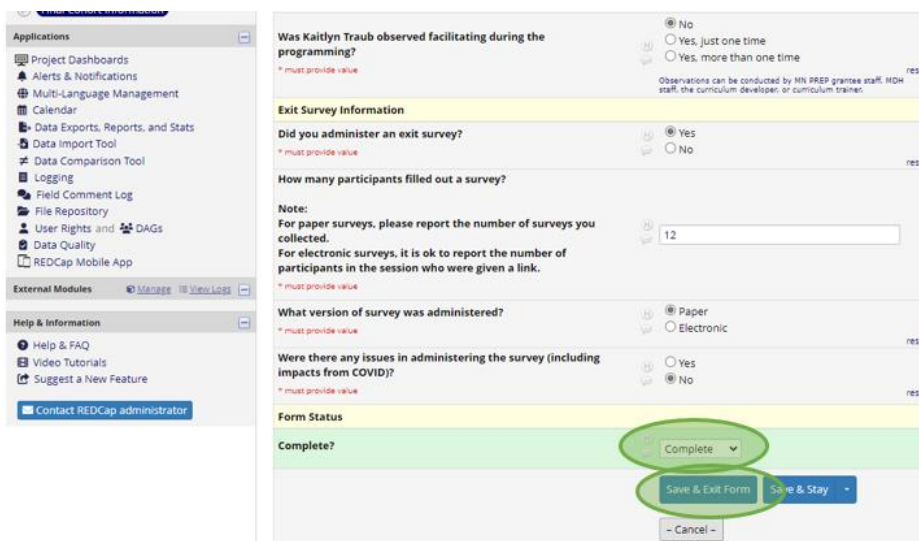 Final Cohort Information
Applications
Project Dashboards
Alerts & Notifications
Multi-Language Management
Calendar
Data Exports, Reports, and Stats
Data Import Tool
Data Comparison Tool
Logging
Field Comment Log
File Repository
User Rights and DAGs
Data Quality
REDCap Mobile App
External Modules Manage View Logs
Help & Information
Help & FAQ
Video Tutorials
Suggest a New Feature
Contact REDCap administrator
Was Kaitlyn Traub observed facilitating during the
programming?
* must provide value
No
Yes, just one time
Yes, more than one time
res
Observations can be conducted by MN PREP grantee staff, MDH
staff, the curriculum developer, or curriculum trainer.
Exit Survey Information
Did you administer an exit survey?
* must provide value
Yes
No
res
How many participants filled out a survey?
Note:
For paper surveys, please report the number of surveys you
collected.
For electronic surveys, it is ok to report the number of
participants in the session who were given a link.
* must provide value
12
What version of survey was administered?
* must provide value
Paper
Electronic
res
Were there any issues in administering the survey (including
impacts from COVID)?
* must provide value
Yes
No
res
Form Status
Complete?
Complete
Save & Exit Form
Save & Stay
-- Cancel --